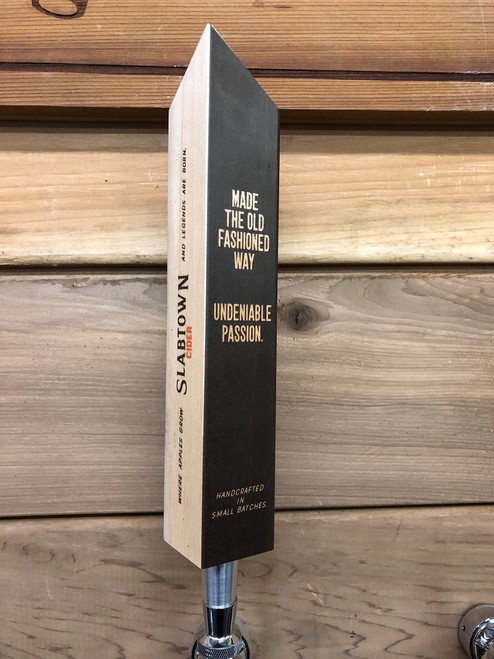 WHERE APPLES GROW
SLABTOWN
CIDER
AND LEGENDS ARE BORN.
MADE
THE OLD
FASHIONED
WAY
UNDENIABLE
PASSION.
HANDCRAFTED
IN
SMALL BATCHES.